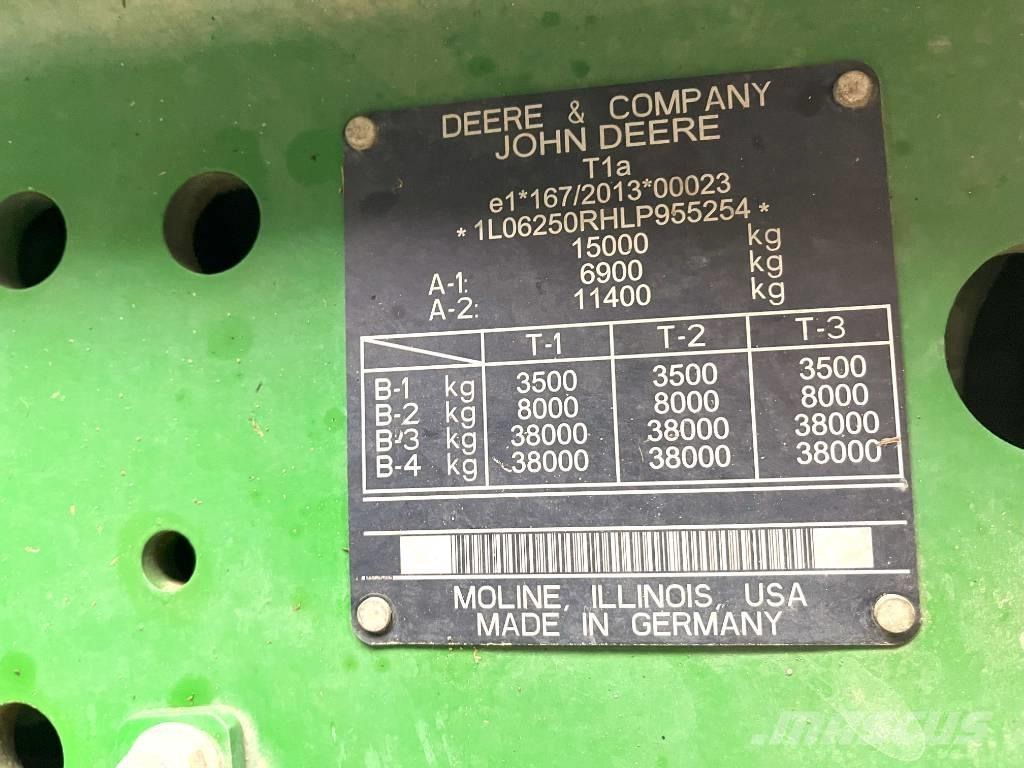 DEERE & COMPANY
JOHN DEERE
T1a
e1*167/2013*00023
*1L06250RHLP955254*
15000 kg
A-1: 6900 kg
A-2: 11400 kg
T-1 T-2 T-3
B-1 kg 3500 3500 3500
B-2 kg 8000 8000 8000
B-3 kg 38000 38000 38000
B-4 kg 38000 38000 38000
MOLINE, ILLINOIS, USA
MADE IN GERMANY
MASCUS